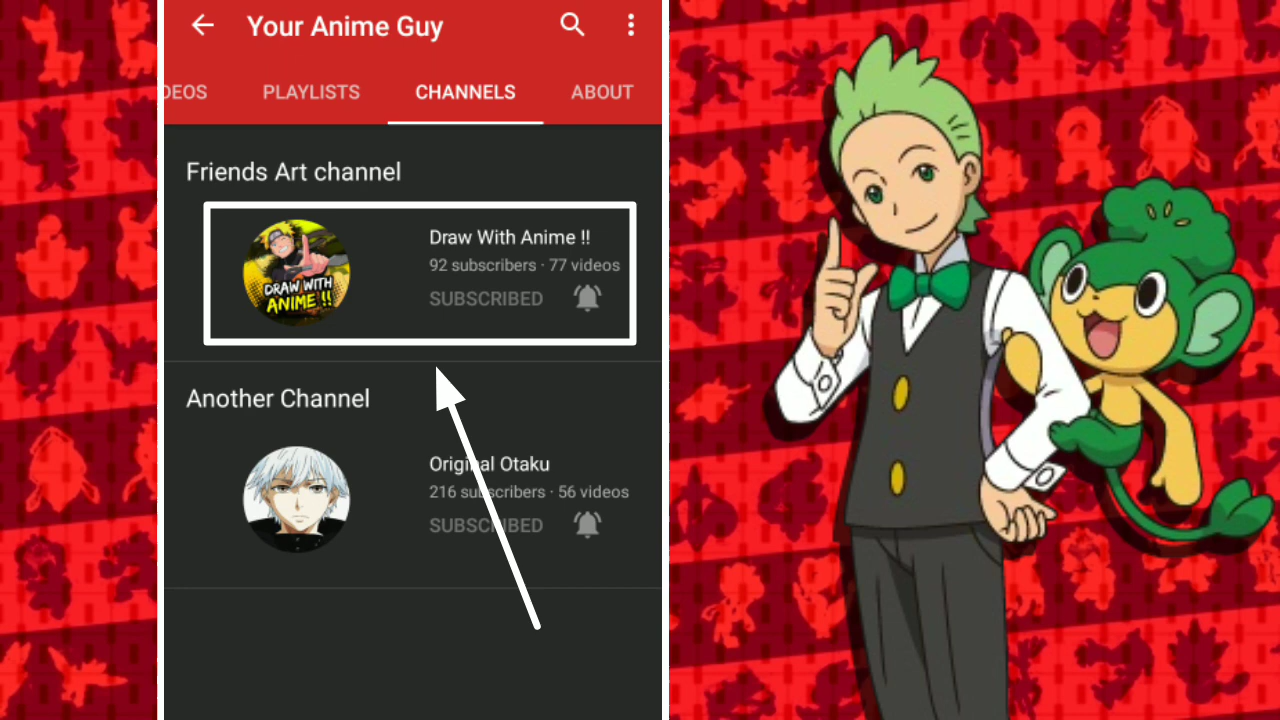 Your Anime Guy
DEOS PLAYLISTS CHANNELS ABOUT
Friends Art channel
DRAW WITH
ANIME !!
Draw With Anime !!
92 subscribers · 77 videos
SUBSCRIBED
Another Channel
Original Otaku
216 subscribers · 56 videos
SUBSCRIBED